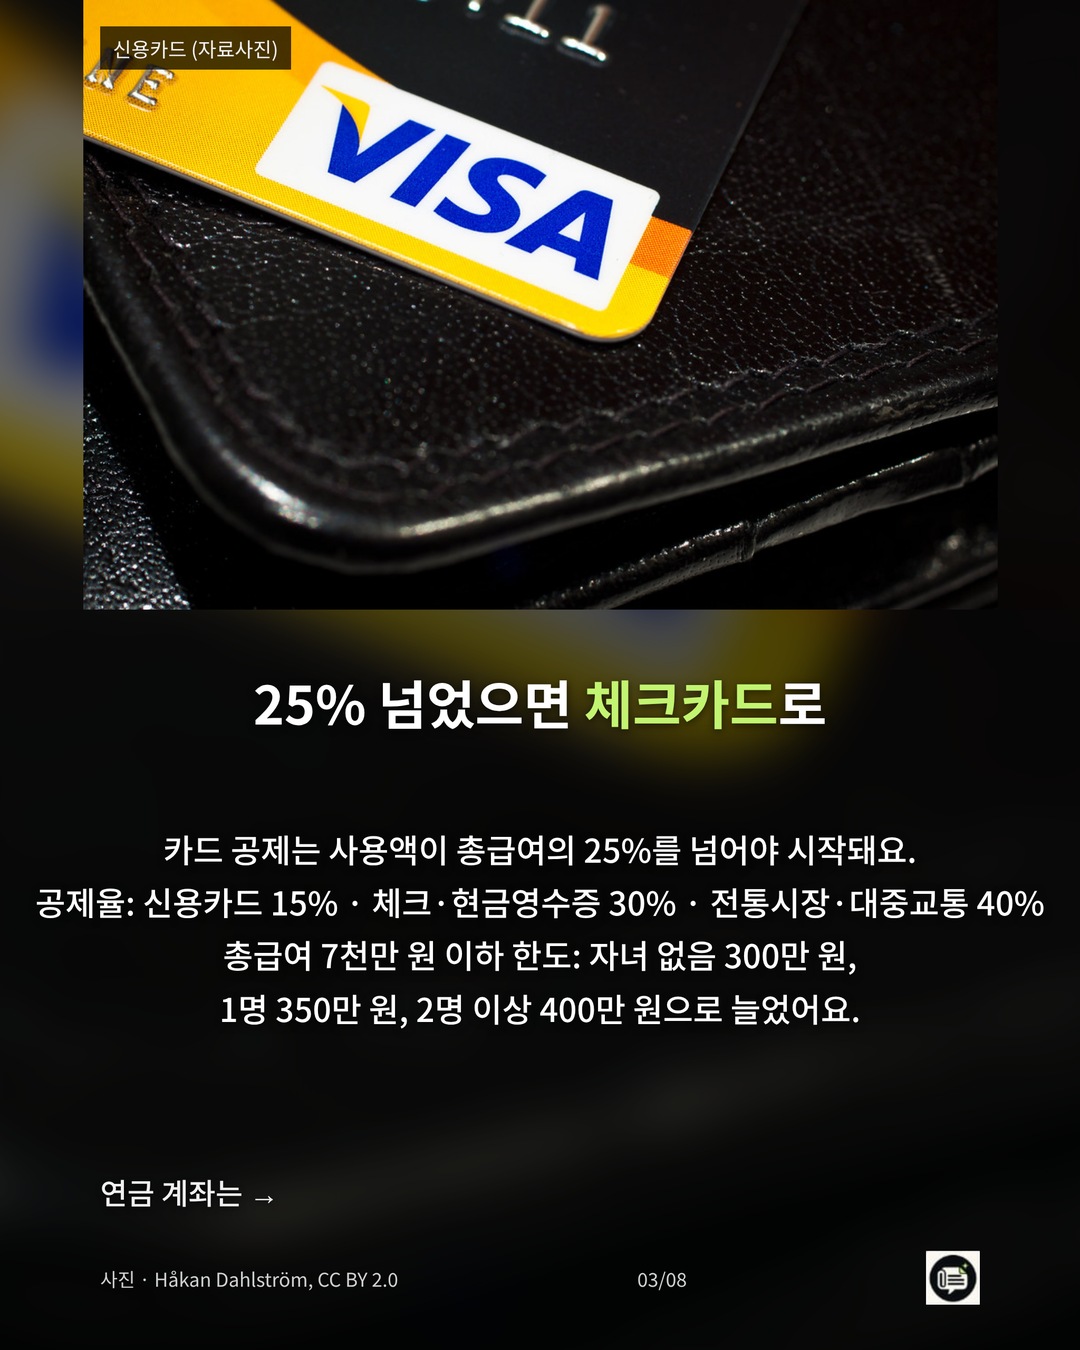 신용카드 (자료사진)
NE
VISA
25% 넘었으면 체크카드로
카드 공제는 사용액이 총급여의 25%를 넘어야 시작돼요.
공제율: 신용카드 15% · 체크·현금영수증 30% · 전통시장·대중교통 40%
총급여 7천만 원 이하 한도: 자녀 없음 300만 원,
1명 350만 원, 2명 이상 400만 원으로 늘었어요.
연금 계좌는 →
사진 · Håkan Dahlström, CC BY 2.0
03/08